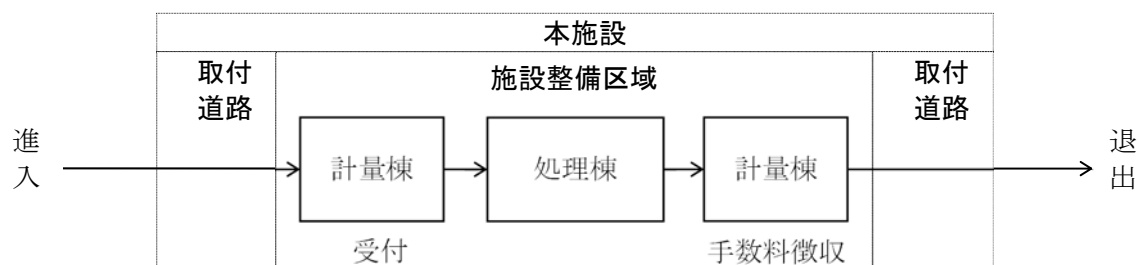 本施設
取付
道路
施設整備区域
取付
道路
進
入
計量棟
処理棟
計量棟
退
出
受付
手数料徴収